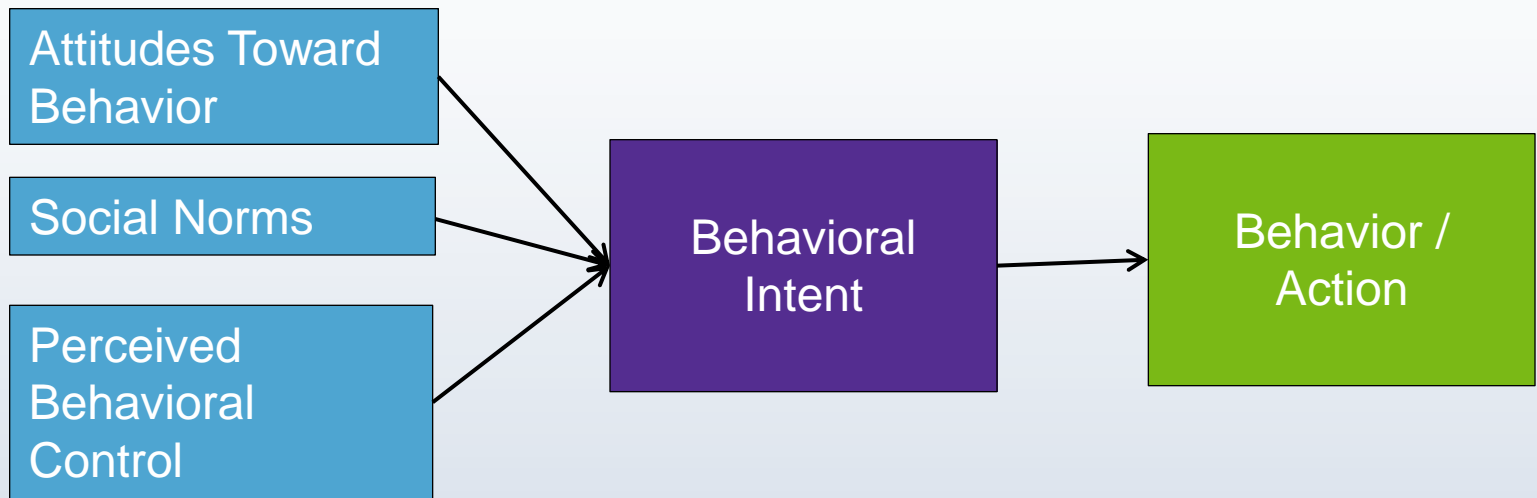 Attitudes Toward
Behavior
Social Norms
Perceived
Behavioral
Control
Behavioral
Intent
Behavior /
Action